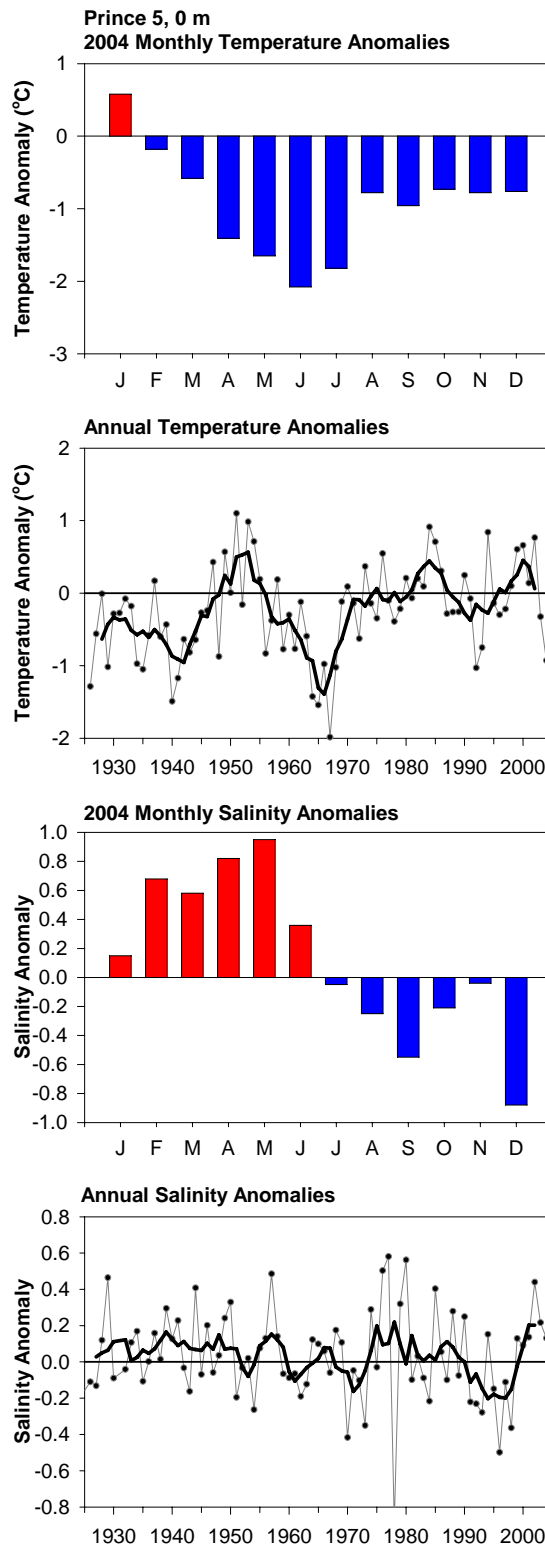 Prince 5, 0 m
2004 Monthly Temperature Anomalies
Temperature Anomaly (°C)
1
0
-1
-2
-3
J F M A M J J A S O N D
Annual Temperature Anomalies
Temperature Anomaly (°C)
2
1
0
-1
-2
1930 1940 1950 1960 1970 1980 1990 2000
2004 Monthly Salinity Anomalies
Salinity Anomaly
1.0
0.8
0.6
0.4
0.2
0.0
-0.2
-0.4
-0.6
-0.8
-1.0
J F M A M J J A S O N D
Annual Salinity Anomalies
Salinity Anomaly
0.8
0.6
0.4
0.2
0.0
-0.2
-0.4
-0.6
-0.8
1930 1940 1950 1960 1970 1980 1990 2000